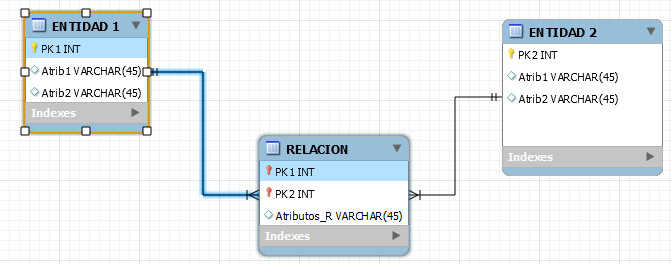 ENTIDAD 1
PK1 INT
Atrib1 VARCHAR(45)
Atrib2 VARCHAR(45)
Indexes
ENTIDAD 2
PK2 INT
Atrib1 VARCHAR(45)
Atrib2 VARCHAR(45)
Indexes
RELACION
PK1 INT
PK2 INT
Atributos_R VARCHAR(45)
Indexes